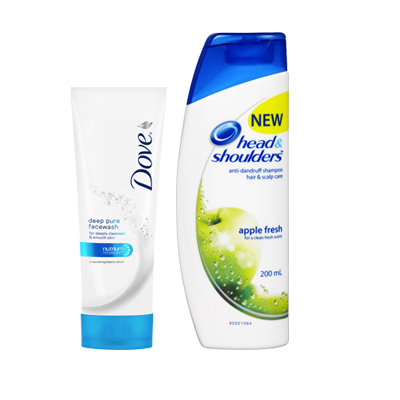 Dove
deep pure
facewash
for deeply cleansed
& smooth skin
nutrium
NEW
head&
shoulders
anti-dandruff shampoo
hair & scalp care
apple fresh
for a clean fresh scent
200 mL